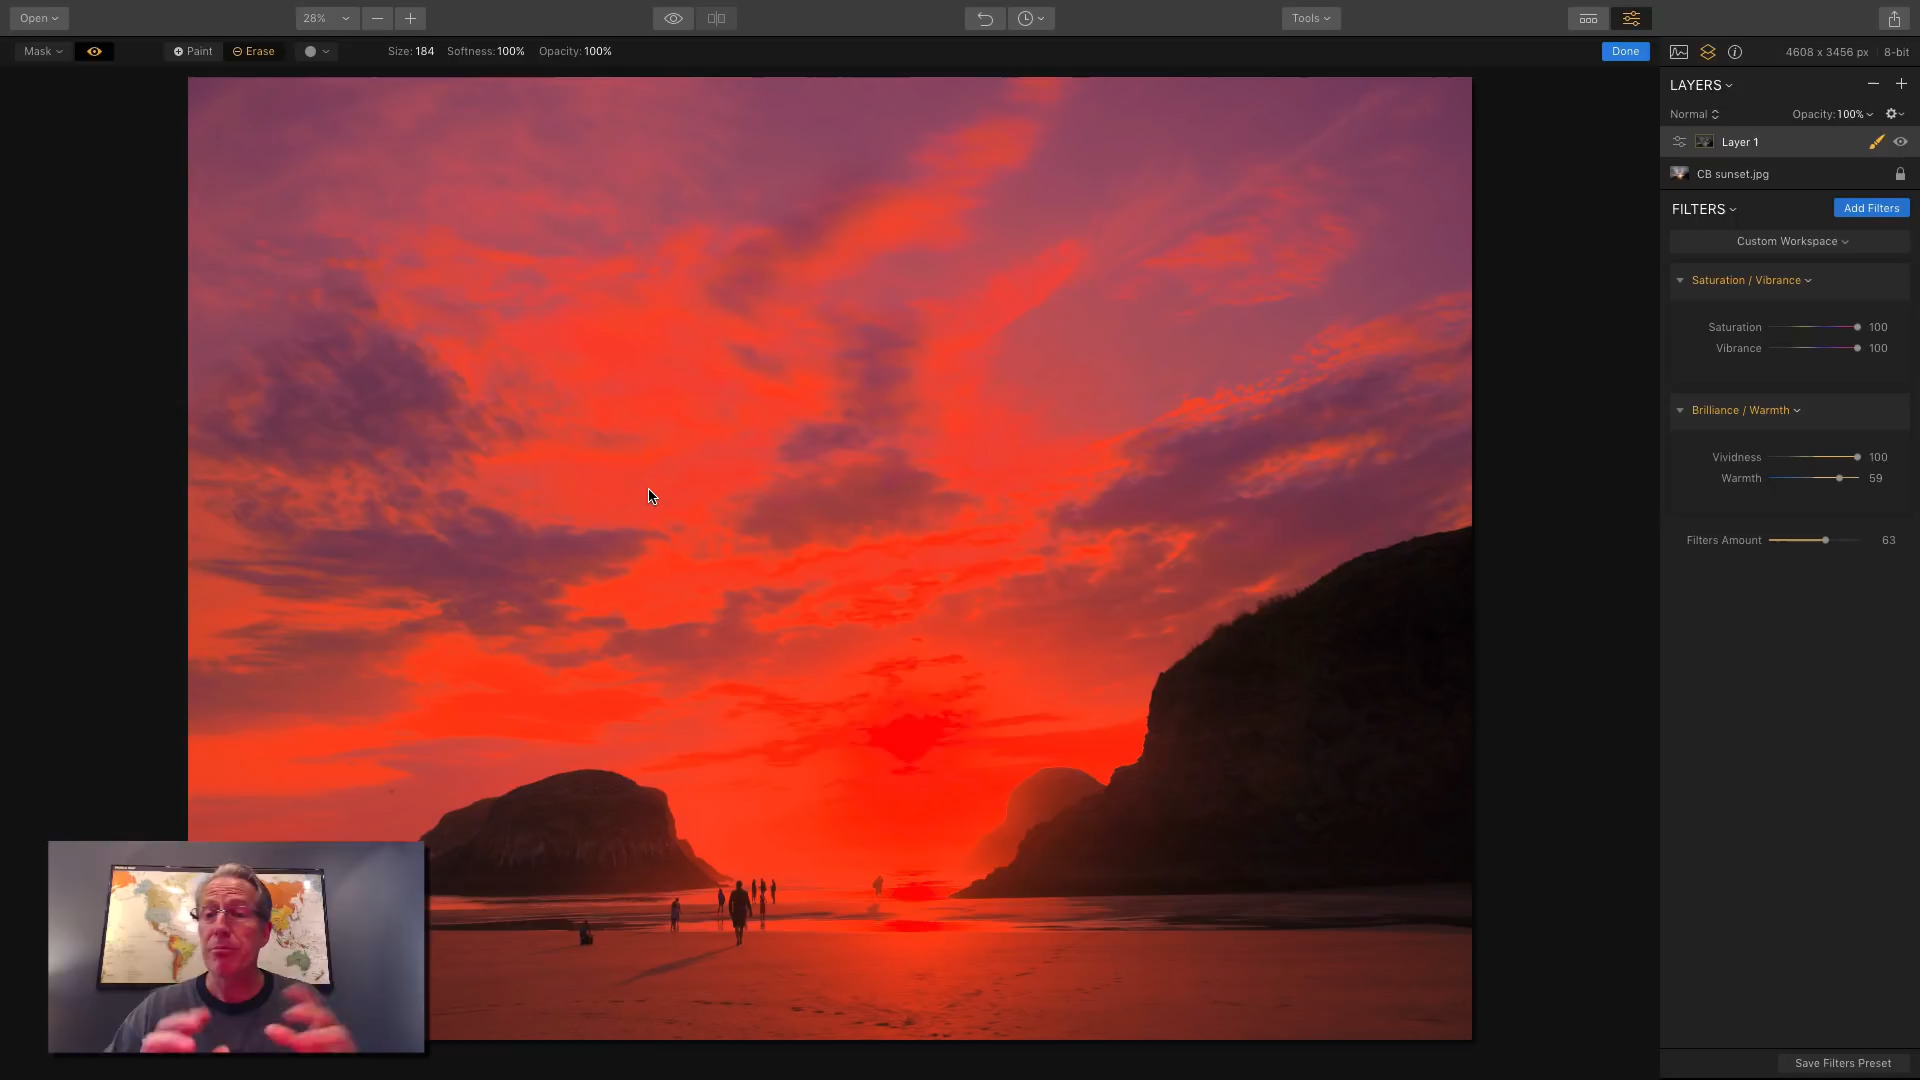 Open
28%
Tools
Mask
Paint
Erase
Size: 184
Softness: 100%
Opacity: 100%
Done
4608 x 3456 px
8-bit
LAYERS
Normal
Opacity: 100%
Layer 1
CB sunset.jpg
FILTERS
Add Filters
Custom Workspace
Saturation / Vibrance
Saturation 100
Vibrance 100
Brilliance / Warmth
Vividness 100
Warmth 59
Filters Amount 63
Save Filters Preset